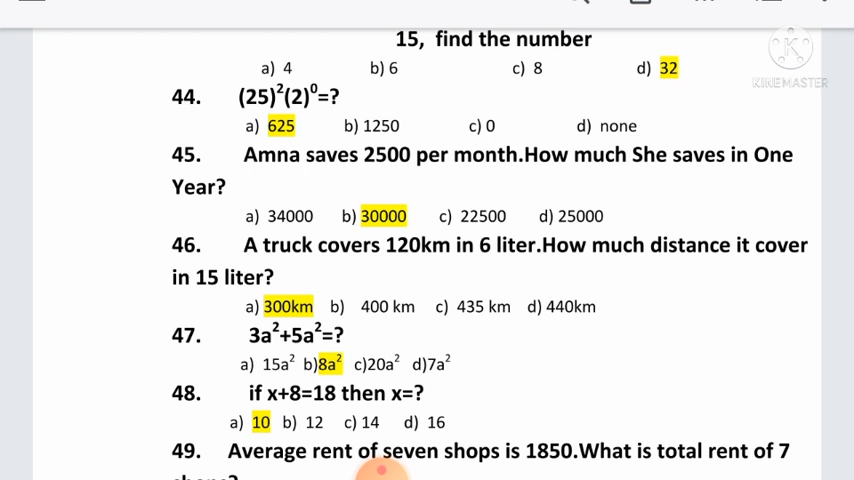 15, find the number
a) 4 b) 6 c) 8 d) 32
KINEMASTER
44. (25)²(2)⁰=?
a) 625 b) 1250 c) 0 d) none
45. Amna saves 2500 per month.How much She saves in One
Year?
a) 34000 b) 30000 c) 22500 d) 25000
46. A truck covers 120km in 6 liter.How much distance it cover
in 15 liter?
a) 300km b) 400 km c) 435 km d) 440km
47. 3a²+5a²=?
a) 15a² b)8a² c)20a² d)7a²
48. if x+8=18 then x=?
a) 10 b) 12 c) 14 d) 16
49. Average rent of seven shops is 1850.What is total rent of 7